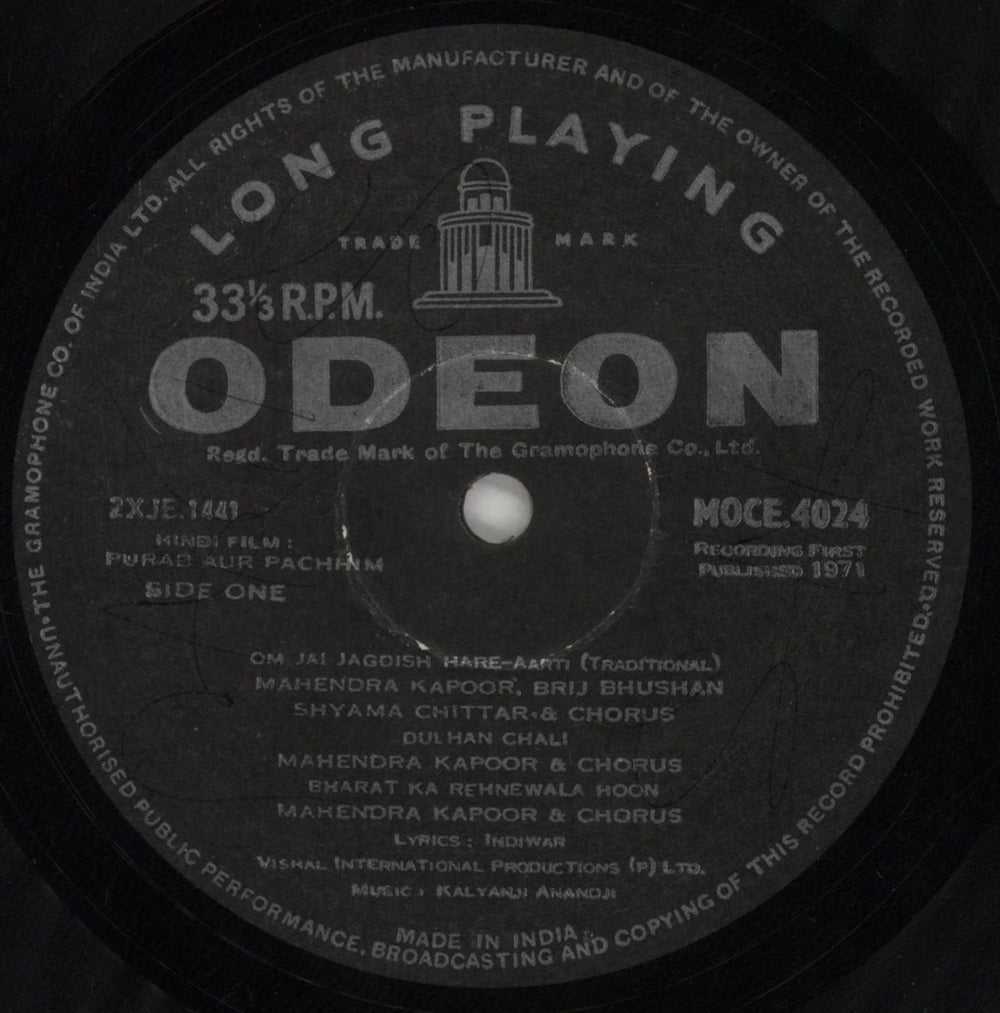 THE GRAMOPHONE CO. OF INDIA LTD. ALL RIGHTS OF THE MANUFACTURER AND OF THE OWNER OF THE RECORDED WORK RESERVED.
UNAUTHORISED PUBLIC PERFORMANCE, BROADCASTING AND COPYING OF THIS RECORD PROHIBITED.
LONG PLAYING
TRADE MARK
33⅓ R.P.M.
ODEON
Regd. Trade Mark of The Gramophone Co., Ltd.
2XJE.1441
HINDI FILM :
PURAB AUR PACHHIM
SIDE ONE
MOCE.4024
RECORDING FIRST
PUBLISHED 1971
OM JAI JAGDISH HARE-AARTI (TRADITIONAL)
MAHENDRA KAPOOR, BRIJ BHUSHAN
SHYAMA CHITTAR & CHORUS
DULHAN CHALI
MAHENDRA KAPOOR & CHORUS
BHARAT KA REHNEWALA HOON
MAHENDRA KAPOOR & CHORUS
LYRICS : INDIWAR
VISHAL INTERNATIONAL PRODUCTIONS (P) LTD.
MUSIC : KALYANJI ANANDJI
MADE IN INDIA